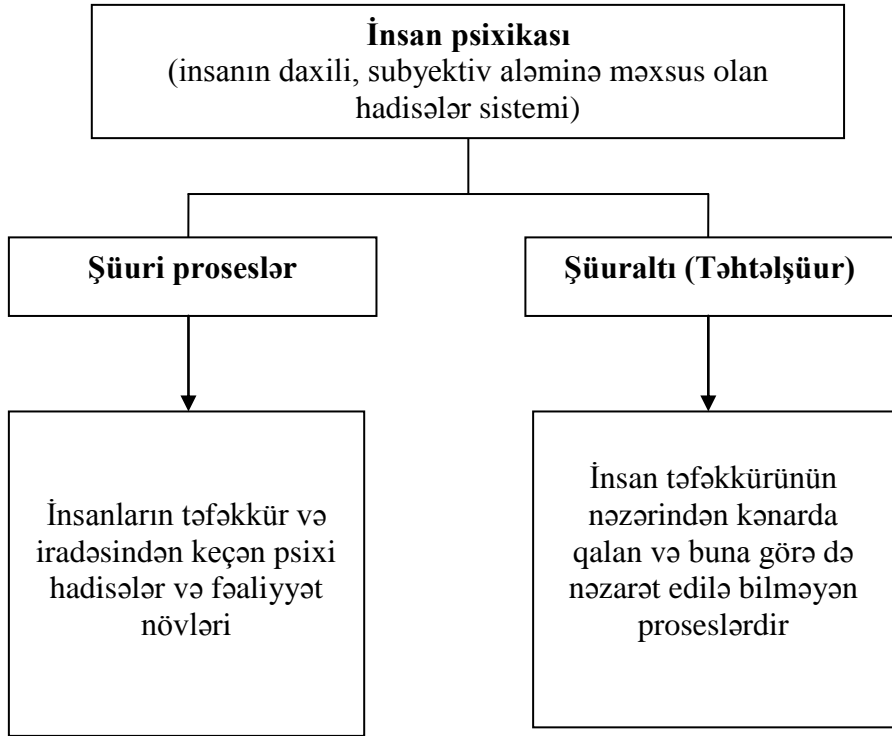 İnsan psixikası
(insanın daxili, subyektiv aləminə məxsus olan
hadisələr sistemi)
Şüuri proseslər
Şüuraltı (Təhtəlşüur)
İnsanların təfəkkür və
iradəsindən keçən psixi
hadisələr və fəaliyyət
növləri
İnsan təfəkkürünün
nəzərindən kənarda
qalan və buna görə də
nəzarət edilə bilməyən
proseslərdir